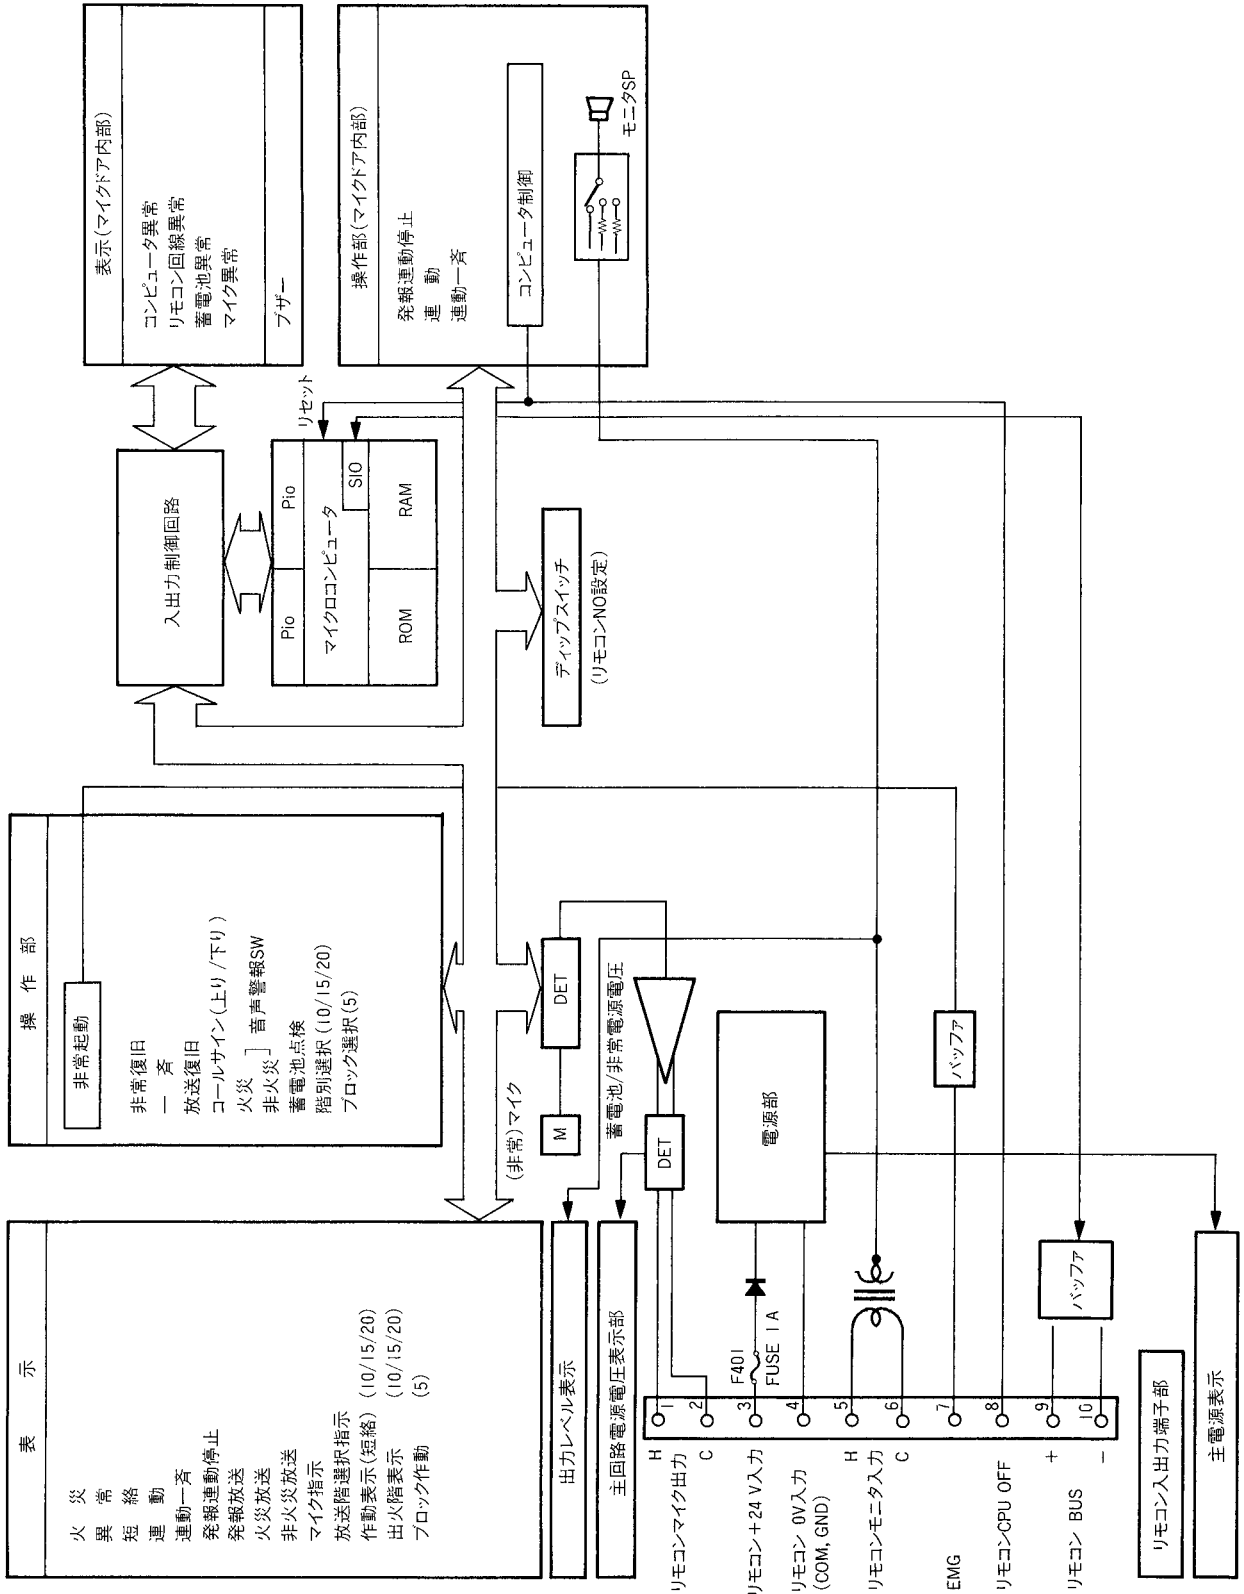 表示
火災
異常
短絡
連動
連動一斉
発報連動停止
発報放送
火災放送
非火災放送
マイク指示
放送階選択指示
作動表示(短絡) (10/15/20)
出火階表示 (10/15/20)
ブロック作動 (5)
出力レベル表示
主回路電源電圧表示部
操作部
非常起動
非常復旧
一斉
放送復旧
コールサイン(上り/下り)
火災
非火災 ］ 音声警報SW
蓄電池点検
階別選択(10/15/20)
ブロック選択(5)
(非常)マイク
M
DET
蓄電池/非常電源電圧
DET
入出力制御回路
Pio
Pio
マイクロコンピュータ
SIO
ROM
RAM
リセット
表示(マイクドア内部)
コンピュータ異常
リモコン回線異常
蓄電池異常
マイク異常
ブザー
操作部(マイクドア内部)
発報連動停止
連動
連動一斉
コンピュータ制御
モニタSP
ディップスイッチ
(リモコンNO設定)
電源部
バッファ
バッファ
F401
FUSE 1A
H
リモコンマイク出力
C
リモコン+24V入力
リモコン 0V入力
(COM,GND)
H
リモコンモニタ入力
C
EMG
リモコンCPU OFF
+
リモコン BUS
−
1
2
3
4
5
6
7
8
9
10
リモコン入出力端子部
主電源表示